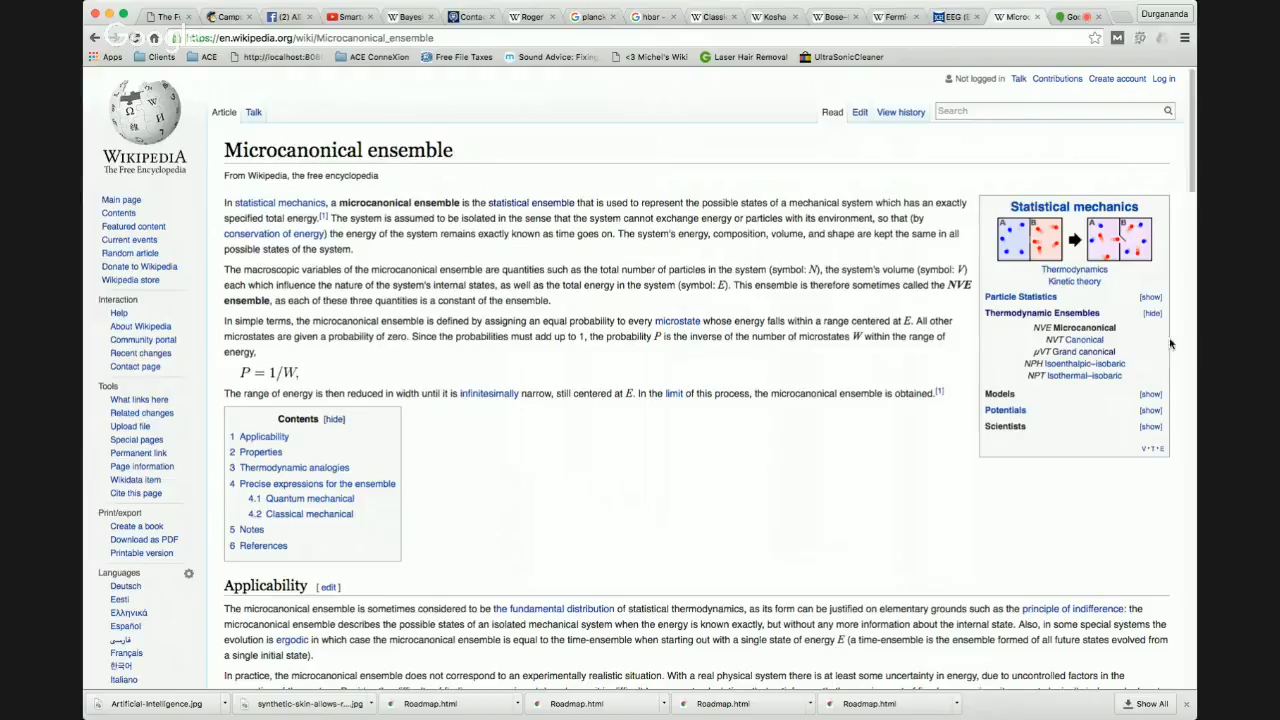 The Fu
Camp
(2) Al
Smart
Bayes
Conta
Roger
planc
hbar -
Classi
Kosha
Bose-
Fermi
EEG (E
Microc
Goo
Durgananda
https://en.wikipedia.org/wiki/Microcanonical_ensemble
Apps
Clients
ACE
http://localhost:808
ACE ConneXion
Free File Taxes
Sound Advice: Fixing
<3 Michel's Wiki
Laser Hair Removal
UltraSonicCleaner
Not logged in Talk Contributions Create account Log in
Article Talk
Read Edit View history
Search
WIKIPEDIA
The Free Encyclopedia
Main page
Contents
Featured content
Current events
Random article
Donate to Wikipedia
Wikipedia store
Interaction
Help
About Wikipedia
Community portal
Recent changes
Contact page
Tools
What links here
Related changes
Upload file
Special pages
Permanent link
Page information
Wikidata item
Cite this page
Print/export
Create a book
Download as PDF
Printable version
Languages
Deutsch
Eesti
Ελληνικά
Español
فارسی
Français
한국어
Italiano
Microcanonical ensemble
From Wikipedia, the free encyclopedia
In statistical mechanics, a microcanonical ensemble is the statistical ensemble that is used to represent the possible states of a mechanical system which has an exactly
specified total energy.[1] The system is assumed to be isolated in the sense that the system cannot exchange energy or particles with its environment, so that (by
conservation of energy) the energy of the system remains exactly known as time goes on. The system's energy, composition, volume, and shape are kept the same in all
possible states of the system.
The macroscopic variables of the microcanonical ensemble are quantities such as the total number of particles in the system (symbol: N), the system's volume (symbol: V)
each which influence the nature of the system's internal states, as well as the total energy in the system (symbol: E). This ensemble is therefore sometimes called the NVE
ensemble, as each of these three quantities is a constant of the ensemble.
In simple terms, the microcanonical ensemble is defined by assigning an equal probability to every microstate whose energy falls within a range centered at E. All other
microstates are given a probability of zero. Since the probabilities must add up to 1, the probability P is the inverse of the number of microstates W within the range of
energy,
P = 1/W,
The range of energy is then reduced in width until it is infinitesimally narrow, still centered at E. In the limit of this process, the microcanonical ensemble is obtained.[1]
Contents [hide]
1 Applicability
2 Properties
3 Thermodynamic analogies
4 Precise expressions for the ensemble
4.1 Quantum mechanical
4.2 Classical mechanical
5 Notes
6 References
Statistical mechanics
A B A B
Thermodynamics
Kinetic theory
Particle Statistics [show]
Thermodynamic Ensembles [hide]
NVE Microcanonical
NVT Canonical
μVT Grand canonical
NPH Isoenthalpic–isobaric
NPT Isothermal–isobaric
Models [show]
Potentials [show]
Scientists [show]
V·T·E
Applicability [ edit ]
The microcanonical ensemble is sometimes considered to be the fundamental distribution of statistical thermodynamics, as its form can be justified on elementary grounds such as the principle of indifference: the
microcanonical ensemble describes the possible states of an isolated mechanical system when the energy is known exactly, but without any more information about the internal state. Also, in some special systems the
evolution is ergodic in which case the microcanonical ensemble is equal to the time-ensemble when starting out with a single state of energy E (a time-ensemble is the ensemble formed of all future states evolved from
a single initial state).
In practice, the microcanonical ensemble does not correspond to an experimentally realistic situation. With a real physical system there is at least some uncertainty in energy, due to uncontrolled factors in the
Artificial-Intelligence.jpg
synthetic-skin-allows-r....jpg
Roadmap.html
Roadmap.html
Roadmap.html
Roadmap.html
Show All